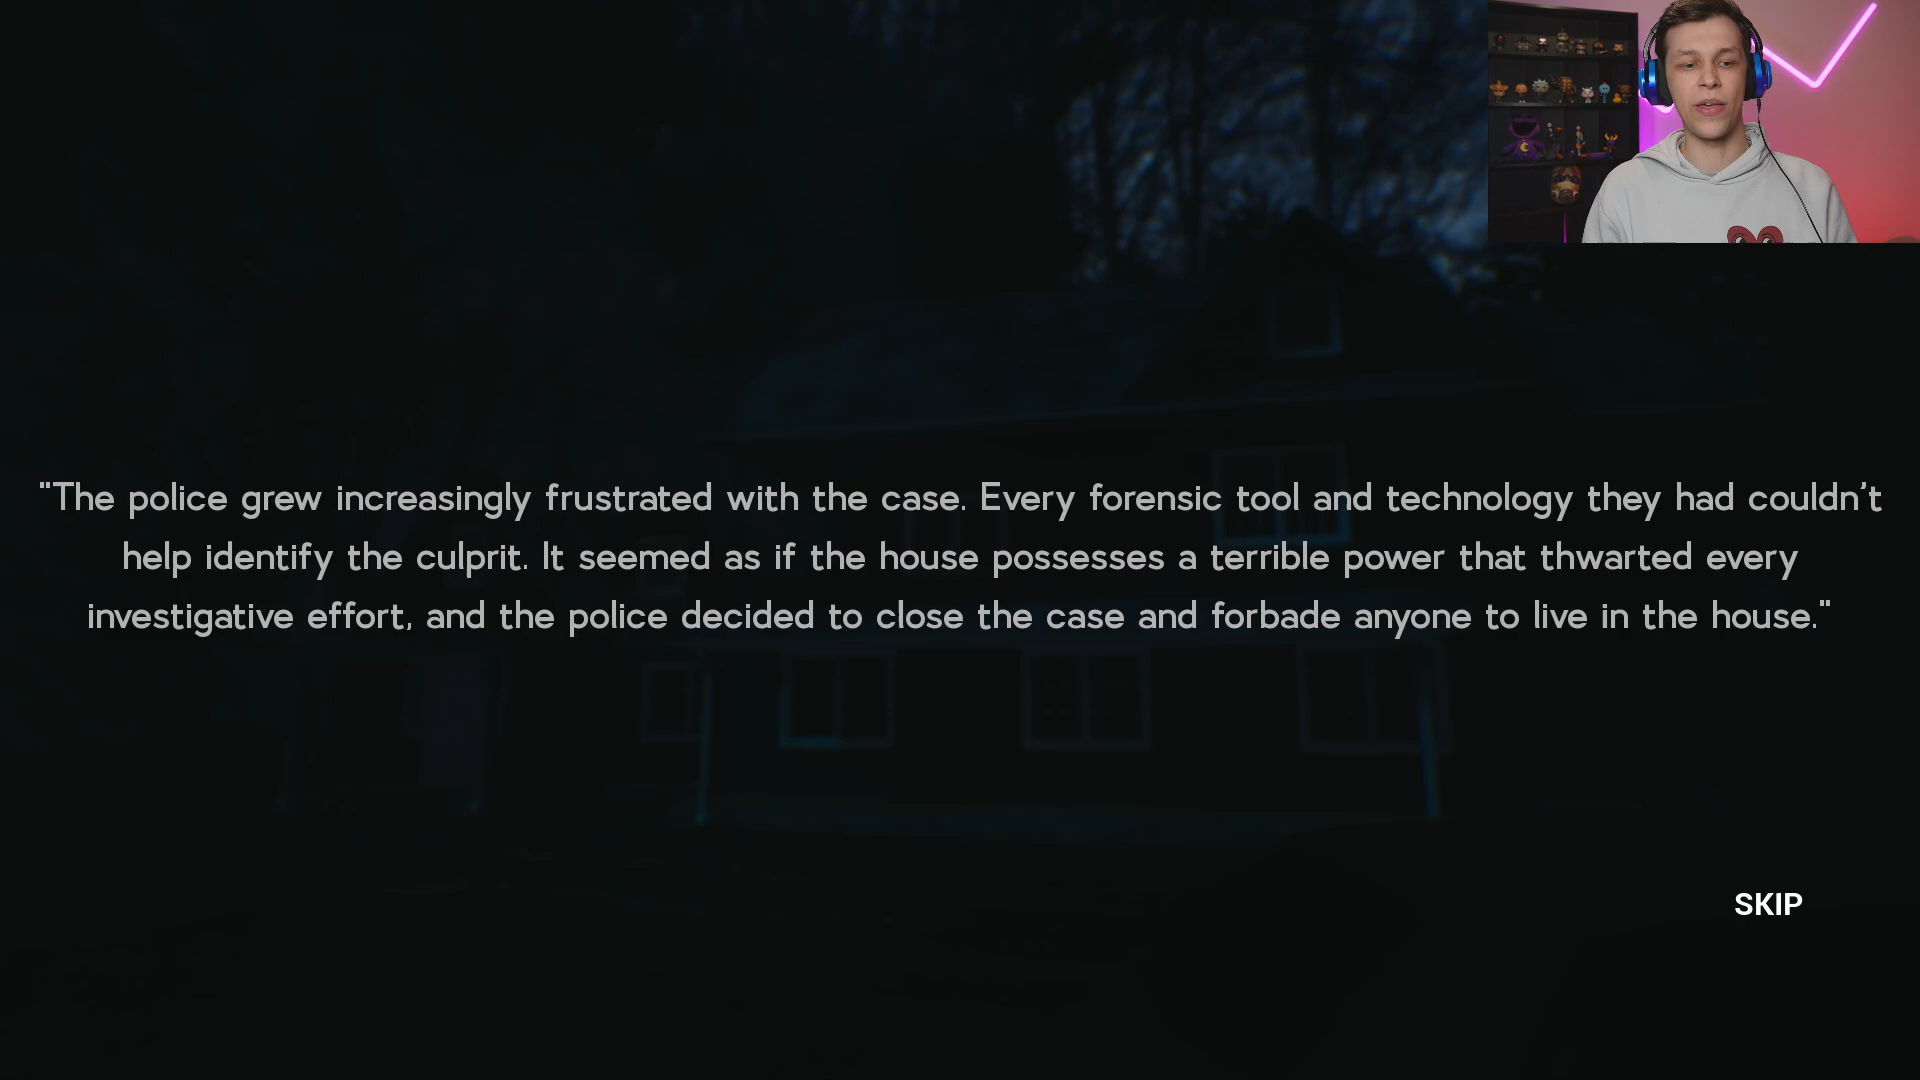 "The police grew increasingly frustrated with the case. Every forensic tool and technology they had couldn't
help identify the culprit. It seemed as if the house possesses a terrible power that thwarted every
investigative effort, and the police decided to close the case and forbade anyone to live in the house."
SKIP